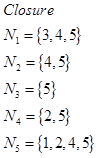 Closure
N₁ = {3,4,5}
N₂ = {4,5}
N₃ = {5}
N₄ = {2,5}
N₅ = {1,2,4,5}